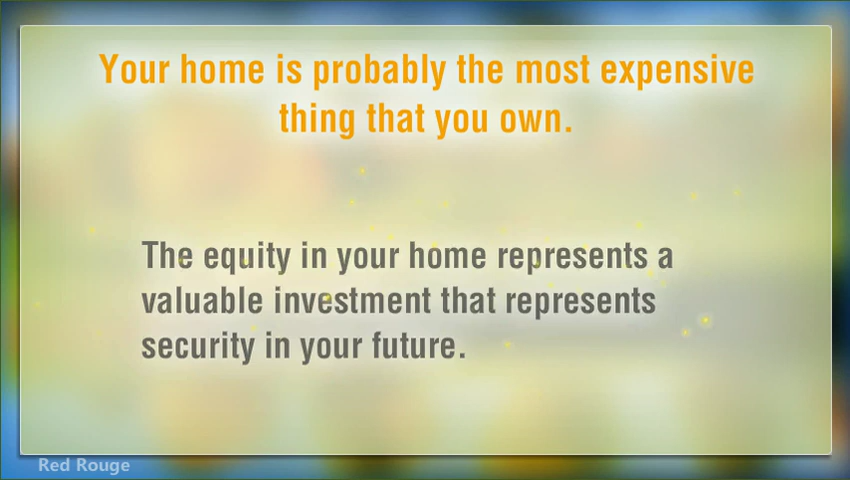 Your home is probably the most expensive
thing that you own.
The equity in your home represents a
valuable investment that represents
security in your future.
Red Rouge